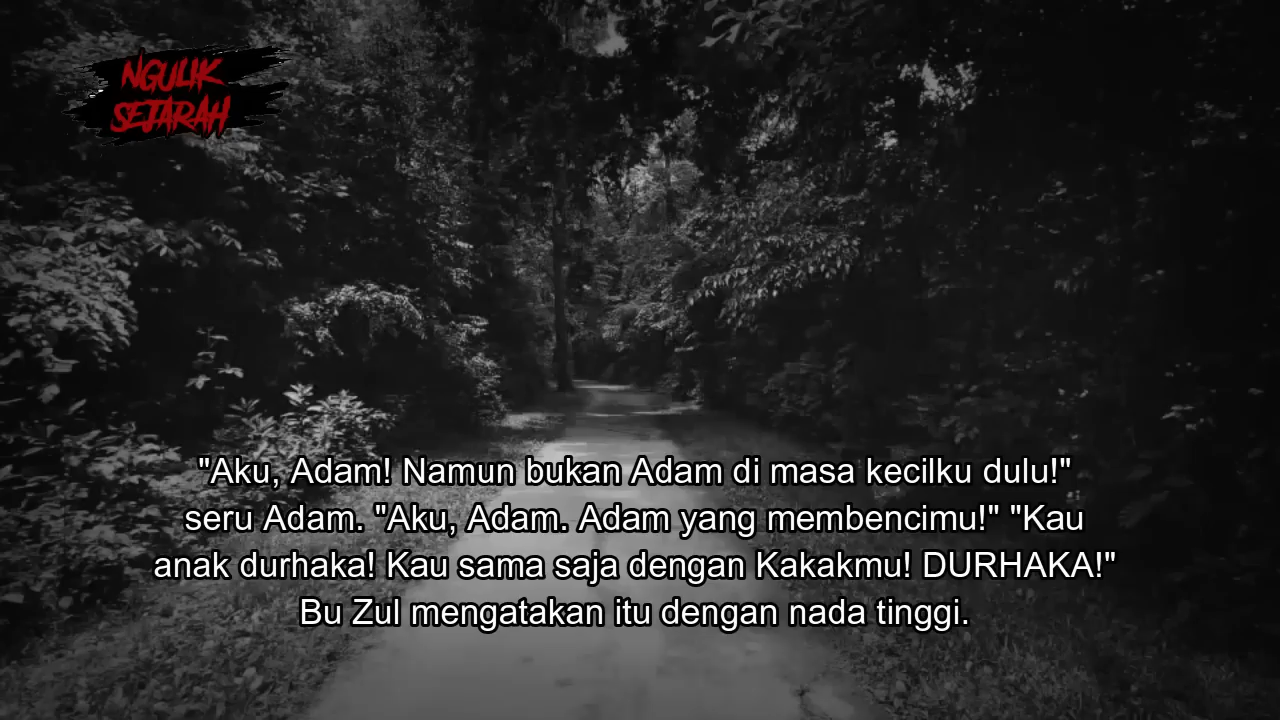 NGULIK
SEJARAH
"Aku, Adam! Namun bukan Adam di masa kecilku dulu!"
seru Adam. "Aku, Adam. Adam yang membencimu!" "Kau
anak durhaka! Kau sama saja dengan Kakakmu! DURHAKA!"
Bu Zul mengatakan itu dengan nada tinggi.